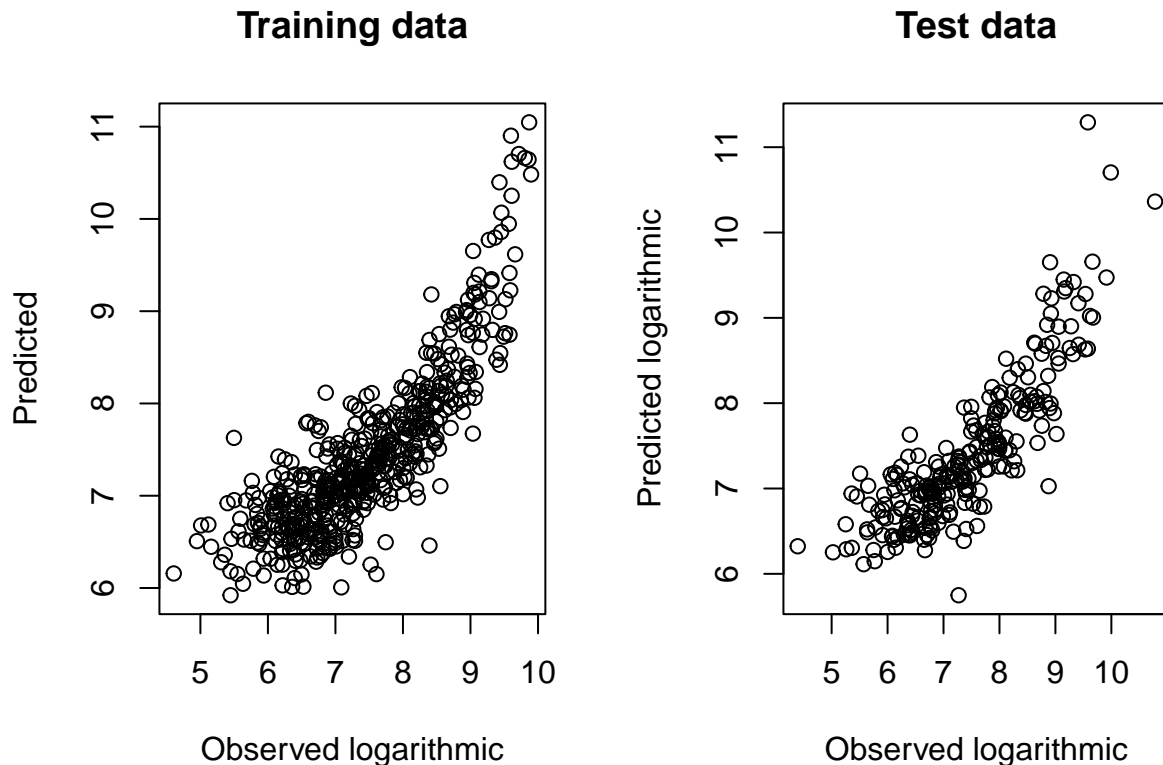 Training data
Predicted
11
10
9
8
7
6
5 6 7 8 9 10
Observed logarithmic
Test data
Predicted logarithmic
11
10
9
8
7
6
5 6 7 8 9 10
Observed logarithmic